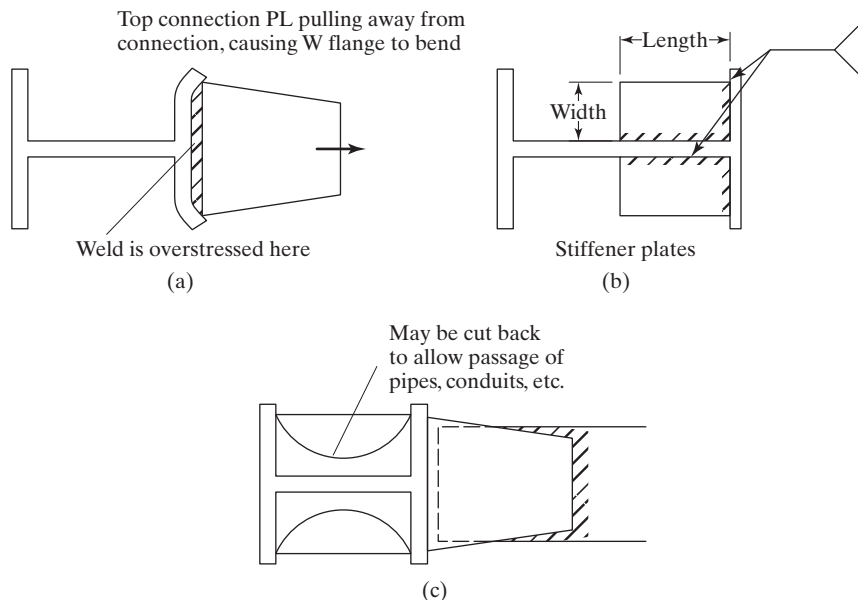 Top connection PL pulling away from
connection, causing W flange to bend
Weld is overstressed here
(a)
Length
Width
Stiffener plates
(b)
May be cut back
to allow passage of
pipes, conduits, etc.
(c)